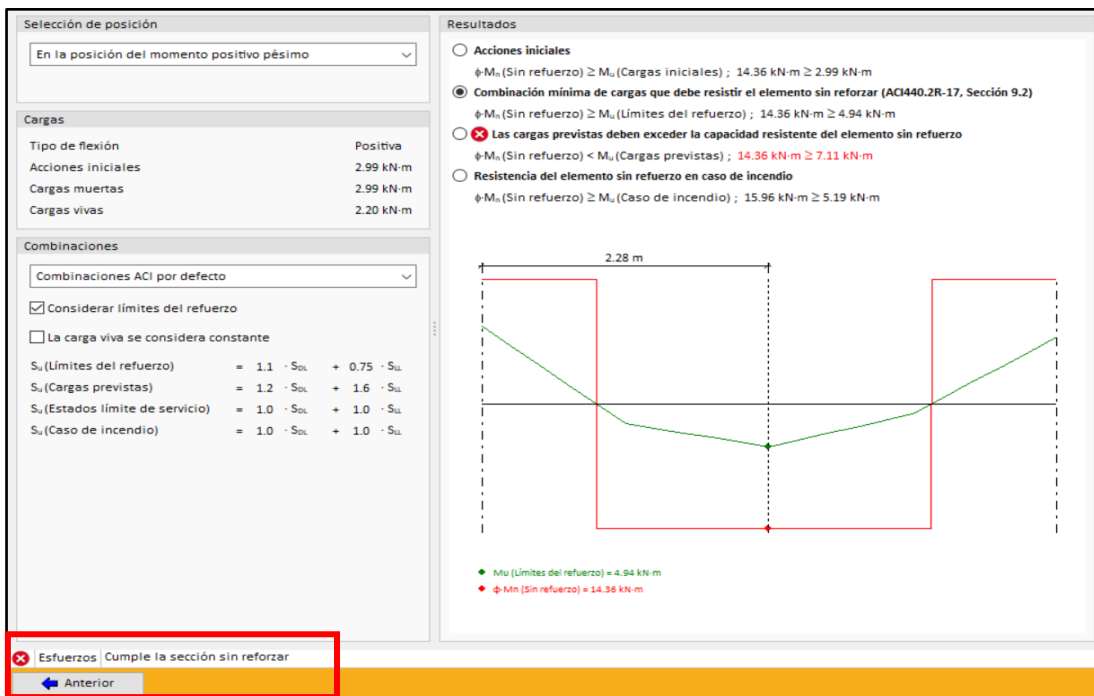 Selección de posición
En la posición del momento positivo pésimo
Cargas
Tipo de flexión Positiva
Acciones iniciales 2.99 kN·m
Cargas muertas 2.99 kN·m
Cargas vivas 2.20 kN·m
Combinaciones
Combinaciones ACI por defecto
Considerar límites del refuerzo
La carga viva se considera constante
Su (Límites del refuerzo) = 1.1 · SDL + 0.75 · SLL
Su (Cargas previstas) = 1.2 · SDL + 1.6 · SLL
Su (Estados límite de servicio) = 1.0 · SDL + 1.0 · SLL
Su (Caso de incendio) = 1.0 · SDL + 1.0 · SLL
Resultados
Acciones iniciales
ϕ·Mn (Sin refuerzo) ≥ Mu (Cargas iniciales) ; 14.36 kN·m ≥ 2.99 kN·m
Combinación mínima de cargas que debe resistir el elemento sin reforzar (ACI440.2R-17, Sección 9.2)
ϕ·Mn (Sin refuerzo) ≥ Mu (Límites del refuerzo) ; 14.36 kN·m ≥ 4.94 kN·m
Las cargas previstas deben exceder la capacidad resistente del elemento sin refuerzo
ϕ·Mn (Sin refuerzo) < Mu (Cargas previstas) ; 14.36 kN·m ≥ 7.11 kN·m
Resistencia del elemento sin refuerzo en caso de incendio
ϕ·Mn (Sin refuerzo) ≥ Mu (Caso de incendio) ; 15.96 kN·m ≥ 5.19 kN·m
2.28 m
Mu (Límites del refuerzo) = 4.94 kN·m
ϕ·Mn (Sin refuerzo) = 14.36 kN·m
Esfuerzos Cumple la sección sin reforzar
Anterior